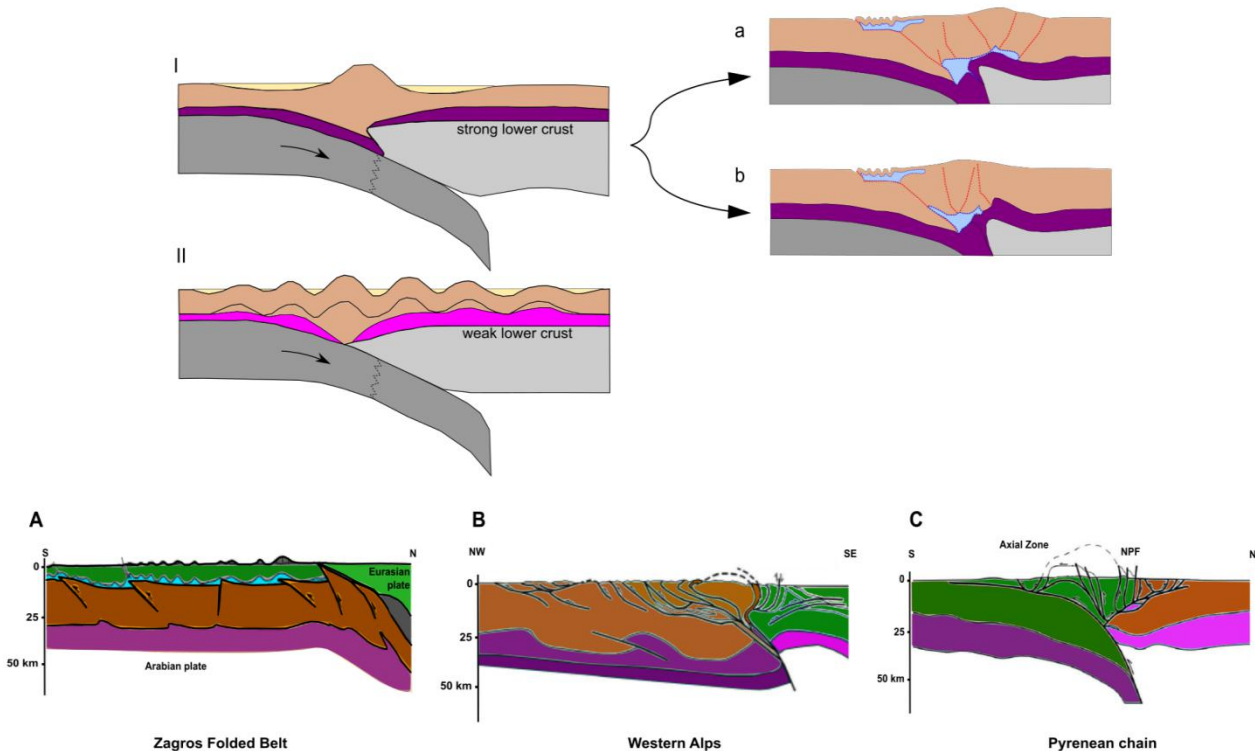 I
strong lower crust
II
weak lower crust
a
b
A
S
N
0
25
50 km
Eurasian
plate
Arabian plate
Zagros Folded Belt
B
NW
SE
0
25
50 km
Western Alps
C
S
Axial Zone
NPF
N
0
25
50 km
Pyrenean chain